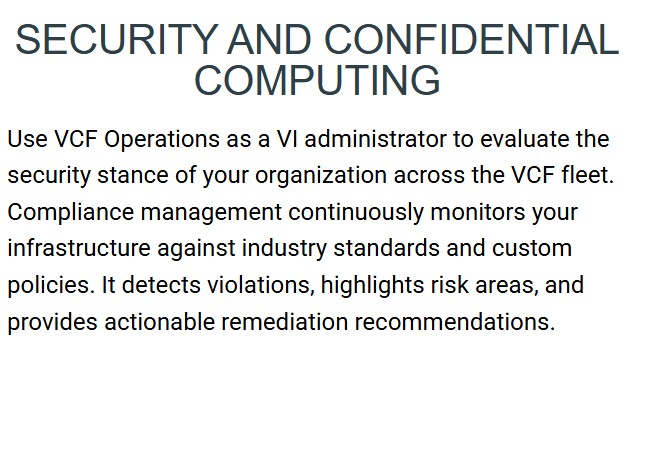 SECURITY AND CONFIDENTIAL
COMPUTING
Use VCF Operations as a VI administrator to evaluate the
security stance of your organization across the VCF fleet.
Compliance management continuously monitors your
infrastructure against industry standards and custom
policies. It detects violations, highlights risk areas, and
provides actionable remediation recommendations.